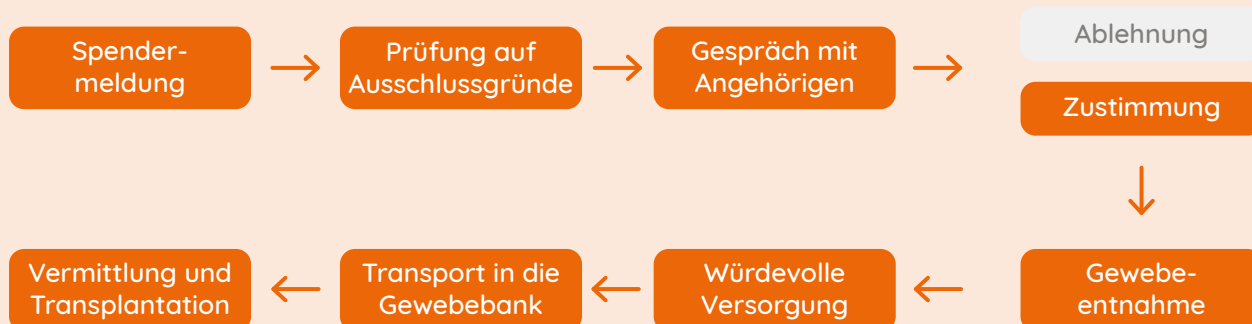 Spender-
meldung
Prüfung auf
Ausschlussgründe
Gespräch mit
Angehörigen
Ablehnung
Zustimmung
Gewebe-
entnahme
Würdevolle
Versorgung
Transport in die
Gewebebank
Vermittlung und
Transplantation